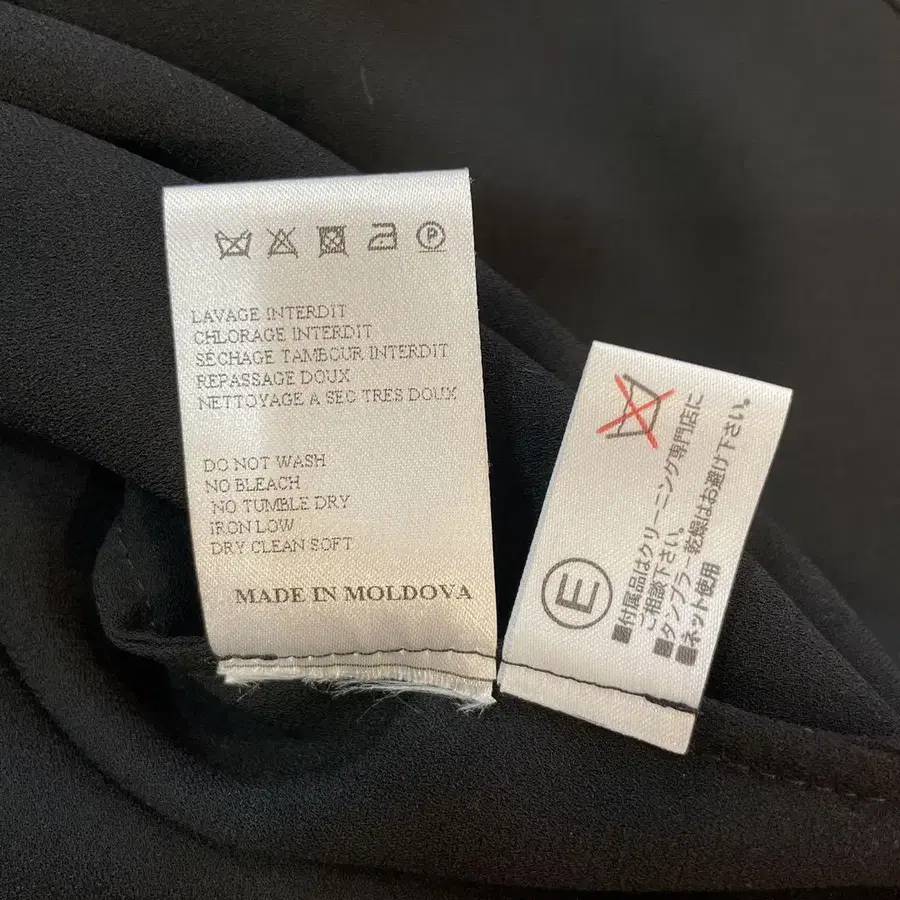 P
LAVAGE INTERDIT
CHLORAGE INTERDIT
SÉCHAGE TAMBOUR INTERDIT
REPASSAGE DOUX
NETTOYAGE A SEC TRES DOUX
DO NOT WASH
NO BLEACH
NO TUMBLE DRY
IRON LOW
DRY CLEAN SOFT
MADE IN MOLDOVA
E
■付属品はクリーニング専門店に
ご相談下さい。
■タンブラー乾燥はお避け下さい。
■ネット使用